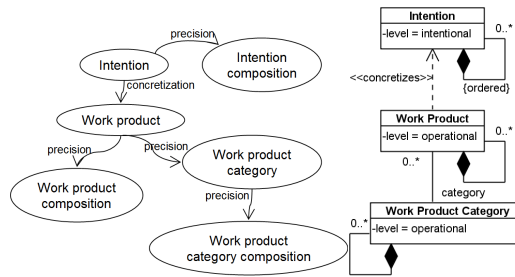 precision
Intention
Intention
composition
concretization
Work product
precision
precision
Work product
category
Work product
composition
precision
Work product
category composition
Intention
-level = intentional
0..*
{ordered}
<<concretizes>>
Work Product
-level = operational
0..*
0..*
category
Work Product Category
-level = operational
0..*